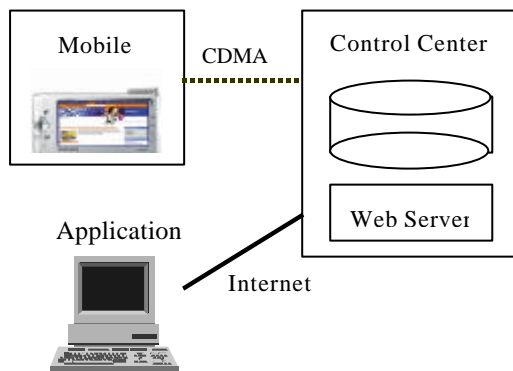 Mobile
CDMA
Control Center
Web Server
Application
Internet